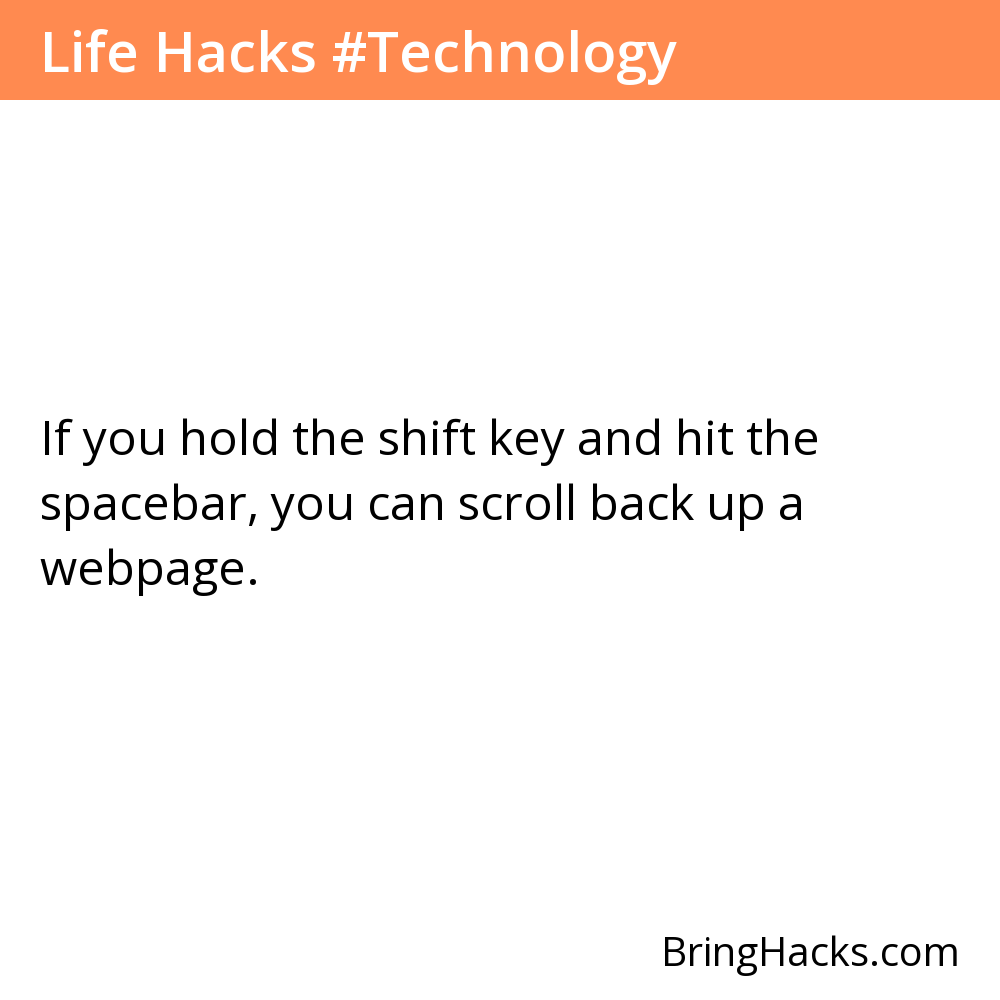 Life Hacks #Technology
If you hold the shift key and hit the
spacebar, you can scroll back up a
webpage.
BringHacks.com